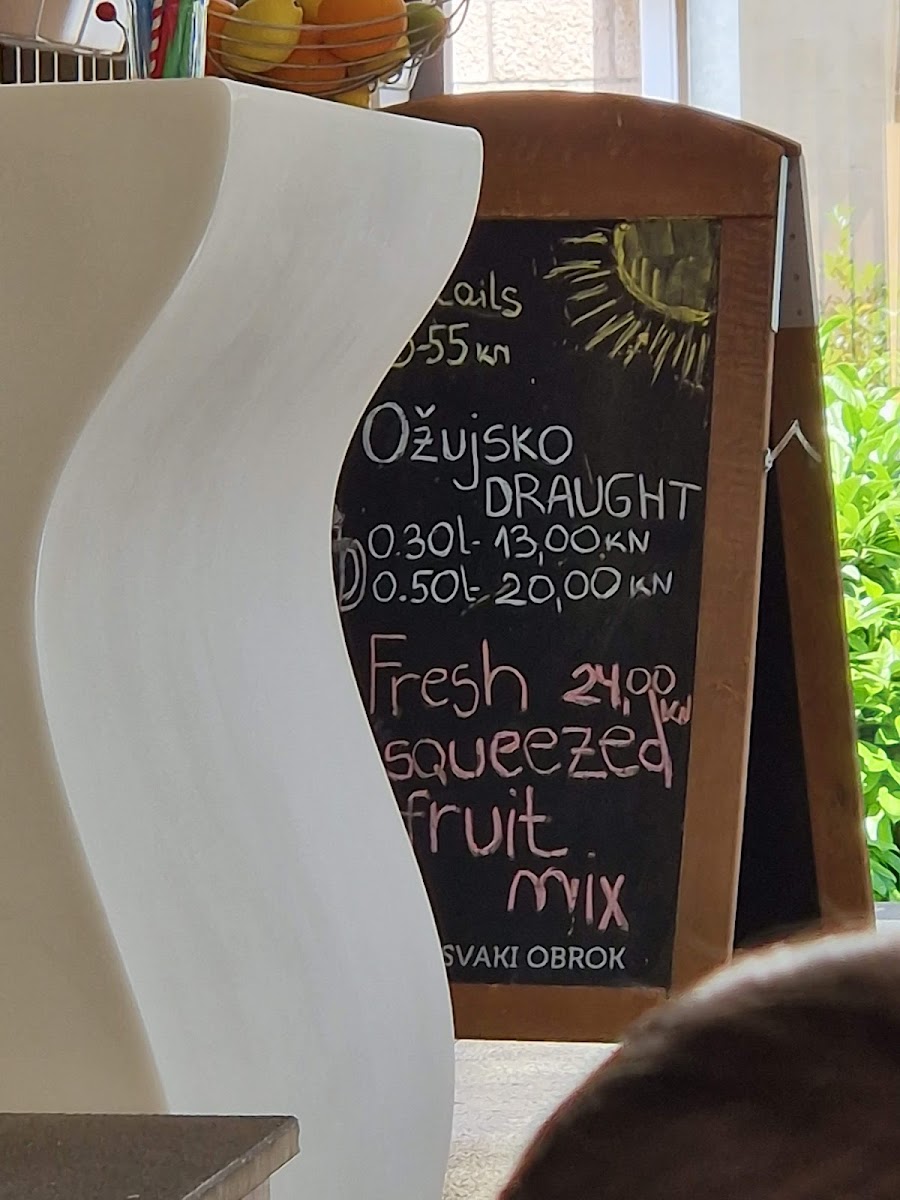 -55 KN
Ožujsko
DRAUGHT
0.30l- 13,00 KN
0.50l- 20,00 KN
Fresh 24,00 KN
squeezed
fruit
mix
SVAKI OBROK